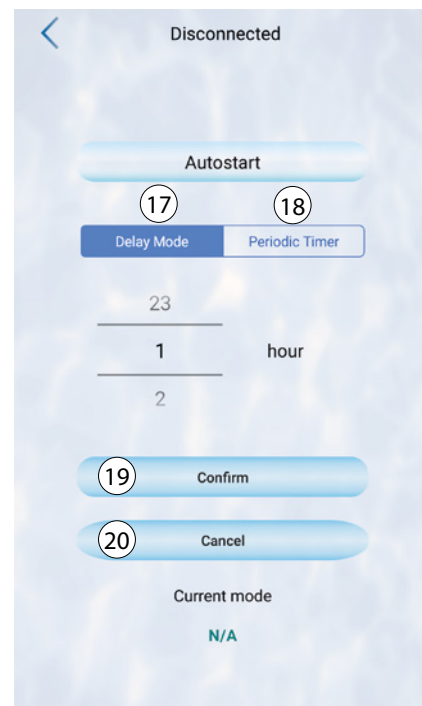 Disconnected
Autostart
17 18
Delay Mode Periodic Timer
23
1 hour
2
19 Confirm
20 Cancel
Current mode
N/A